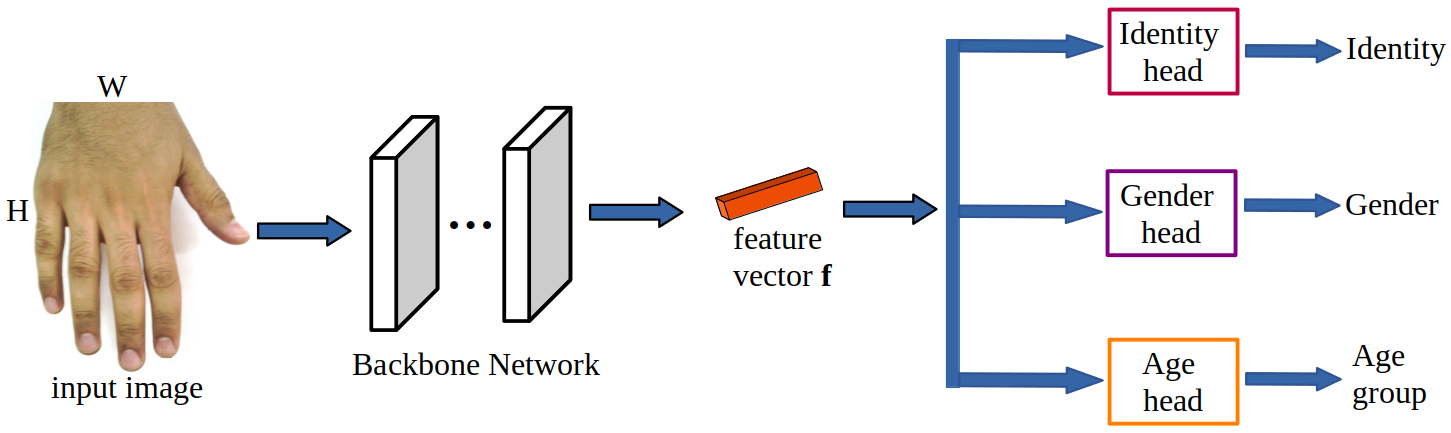 W
H
input image
Backbone Network
feature
vector f
Identity
head
Identity
Gender
head
Gender
Age
head
Age
group